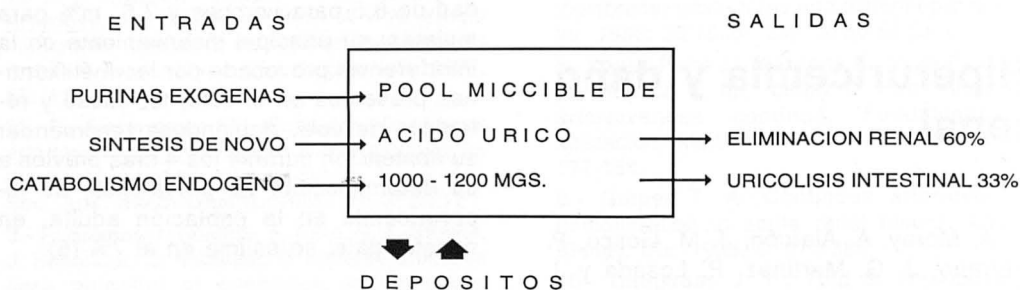 ENTRADAS
SALIDAS
PURINAS EXOGENAS
POOL MICCIBLE DE
SINTESIS DE NOVO
ACIDO URICO
ELIMINACION RENAL 60%
CATABOLISMO ENDOGENO
1000 - 1200 MGS.
URICOLISIS INTESTINAL 33%
DEPOSITOS